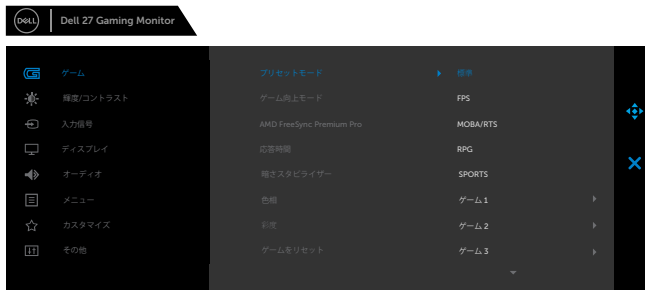 DELL Dell 27 Gaming Monitor
ゲーム プリセットモード 標準
輝度/コントラスト ゲーム向上モード FPS
入力信号 AMD FreeSync Premium Pro MOBA/RTS
ディスプレイ 応答時間 RPG
オーディオ 暗さスタビライザー SPORTS
メニュー 色相 ゲーム 1
カスタマイズ 彩度 ゲーム 2
その他 ゲームをリセット ゲーム 3